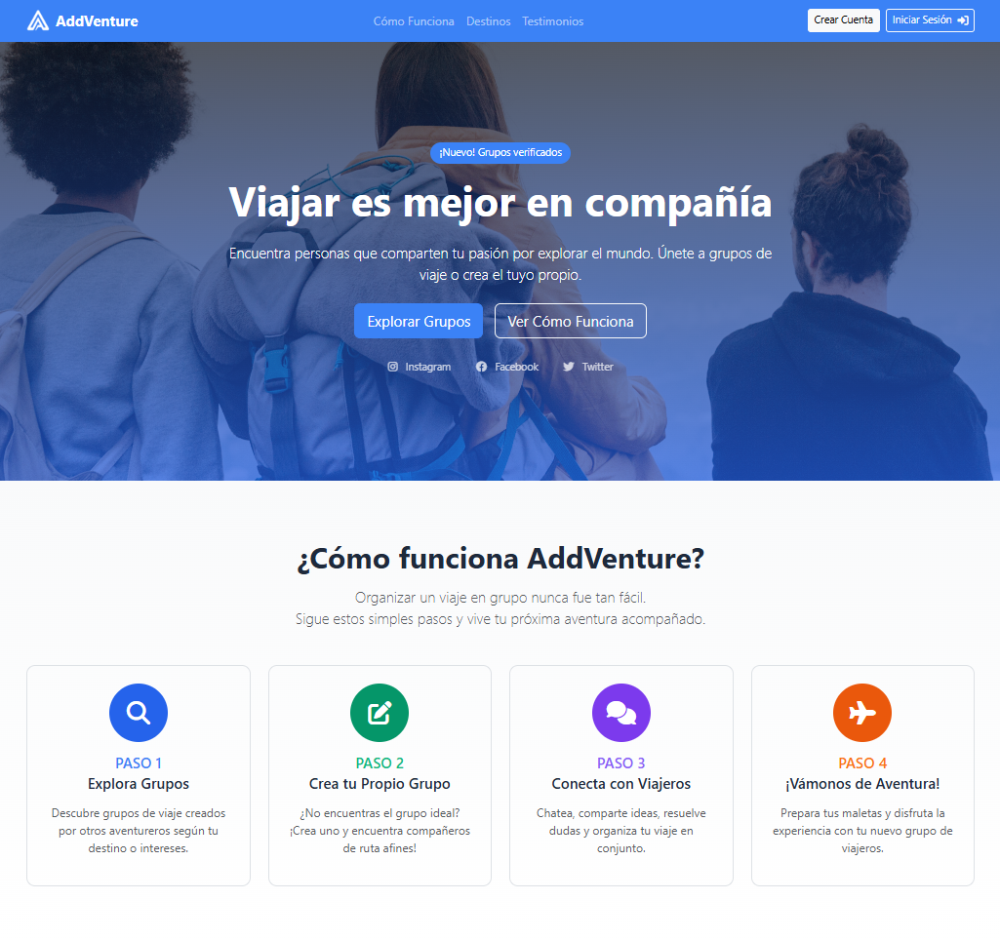 AddVenture
Cómo Funciona Destinos Testimonios
Crear Cuenta
Iniciar Sesión
¡Nuevo! Grupos verificados
Viajar es mejor en compañía
Encuentra personas que comparten tu pasión por explorar el mundo. Únete a grupos de
viaje o crea el tuyo propio.
Explorar Grupos
Ver Cómo Funciona
Instagram Facebook Twitter
¿Cómo funciona AddVenture?
Organizar un viaje en grupo nunca fue tan fácil.
Sigue estos simples pasos y vive tu próxima aventura acompañado.
PASO 1
Explora Grupos
Descubre grupos de viaje creados
por otros aventureros según tu
destino o intereses.
PASO 2
Crea tu Propio Grupo
¿No encuentras el grupo ideal?
¡Crea uno y encuentra compañeros
de ruta afines!
PASO 3
Conecta con Viajeros
Chatea, comparte ideas, resuelve
dudas y organiza tu viaje en
conjunto.
PASO 4
¡Vámonos de Aventura!
Prepara tus maletas y disfruta la
experiencia con tu nuevo grupo de
viajeros.